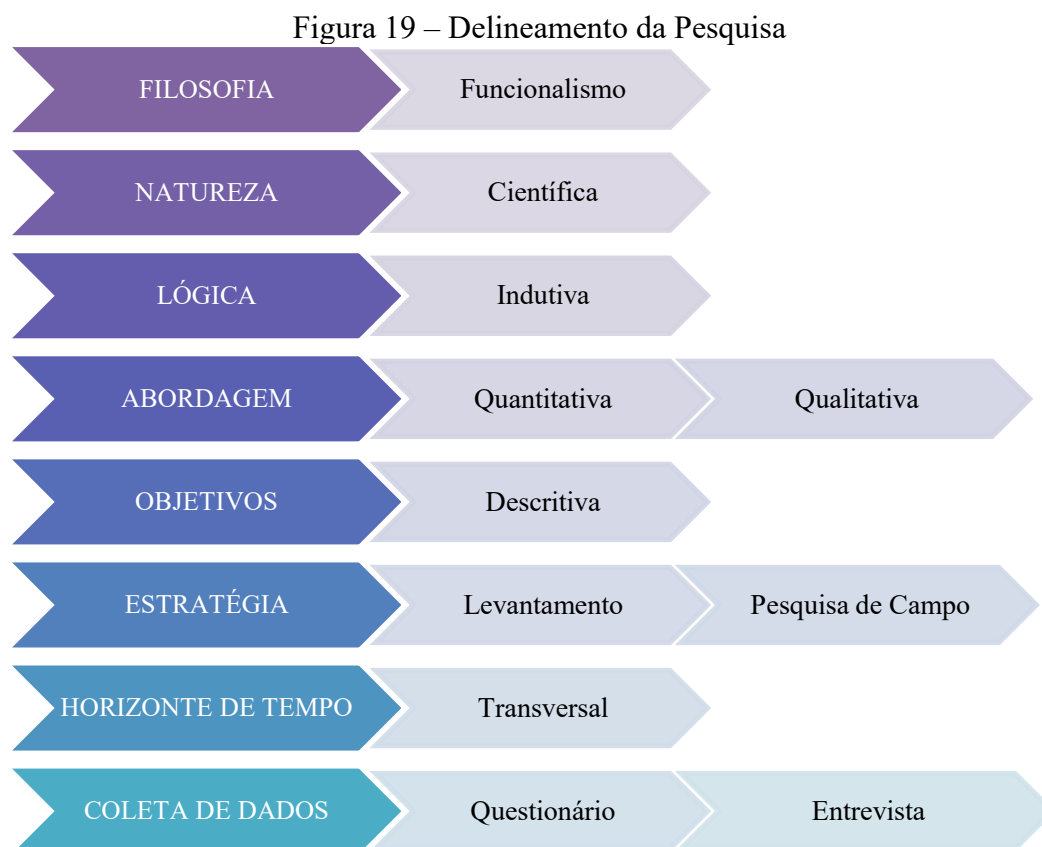 Figura 19 – Delineamento da Pesquisa
FILOSOFIA Funcionalismo
NATUREZA Científica
LÓGICA Indutiva
ABORDAGEM Quantitativa Qualitativa
OBJETIVOS Descritiva
ESTRATÉGIA Levantamento Pesquisa de Campo
HORIZONTE DE TEMPO Transversal
COLETA DE DADOS Questionário Entrevista